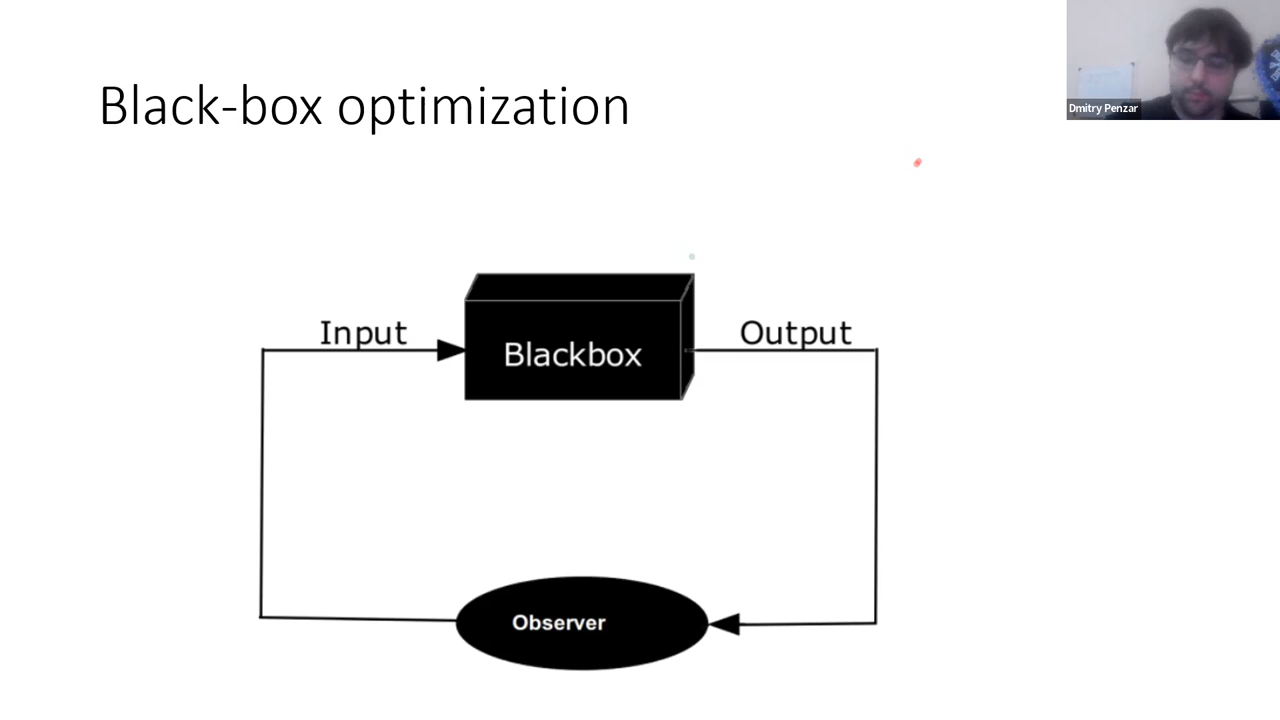 Black-box optimization
Dmitry Penzar
Input
Blackbox
Output
Observer